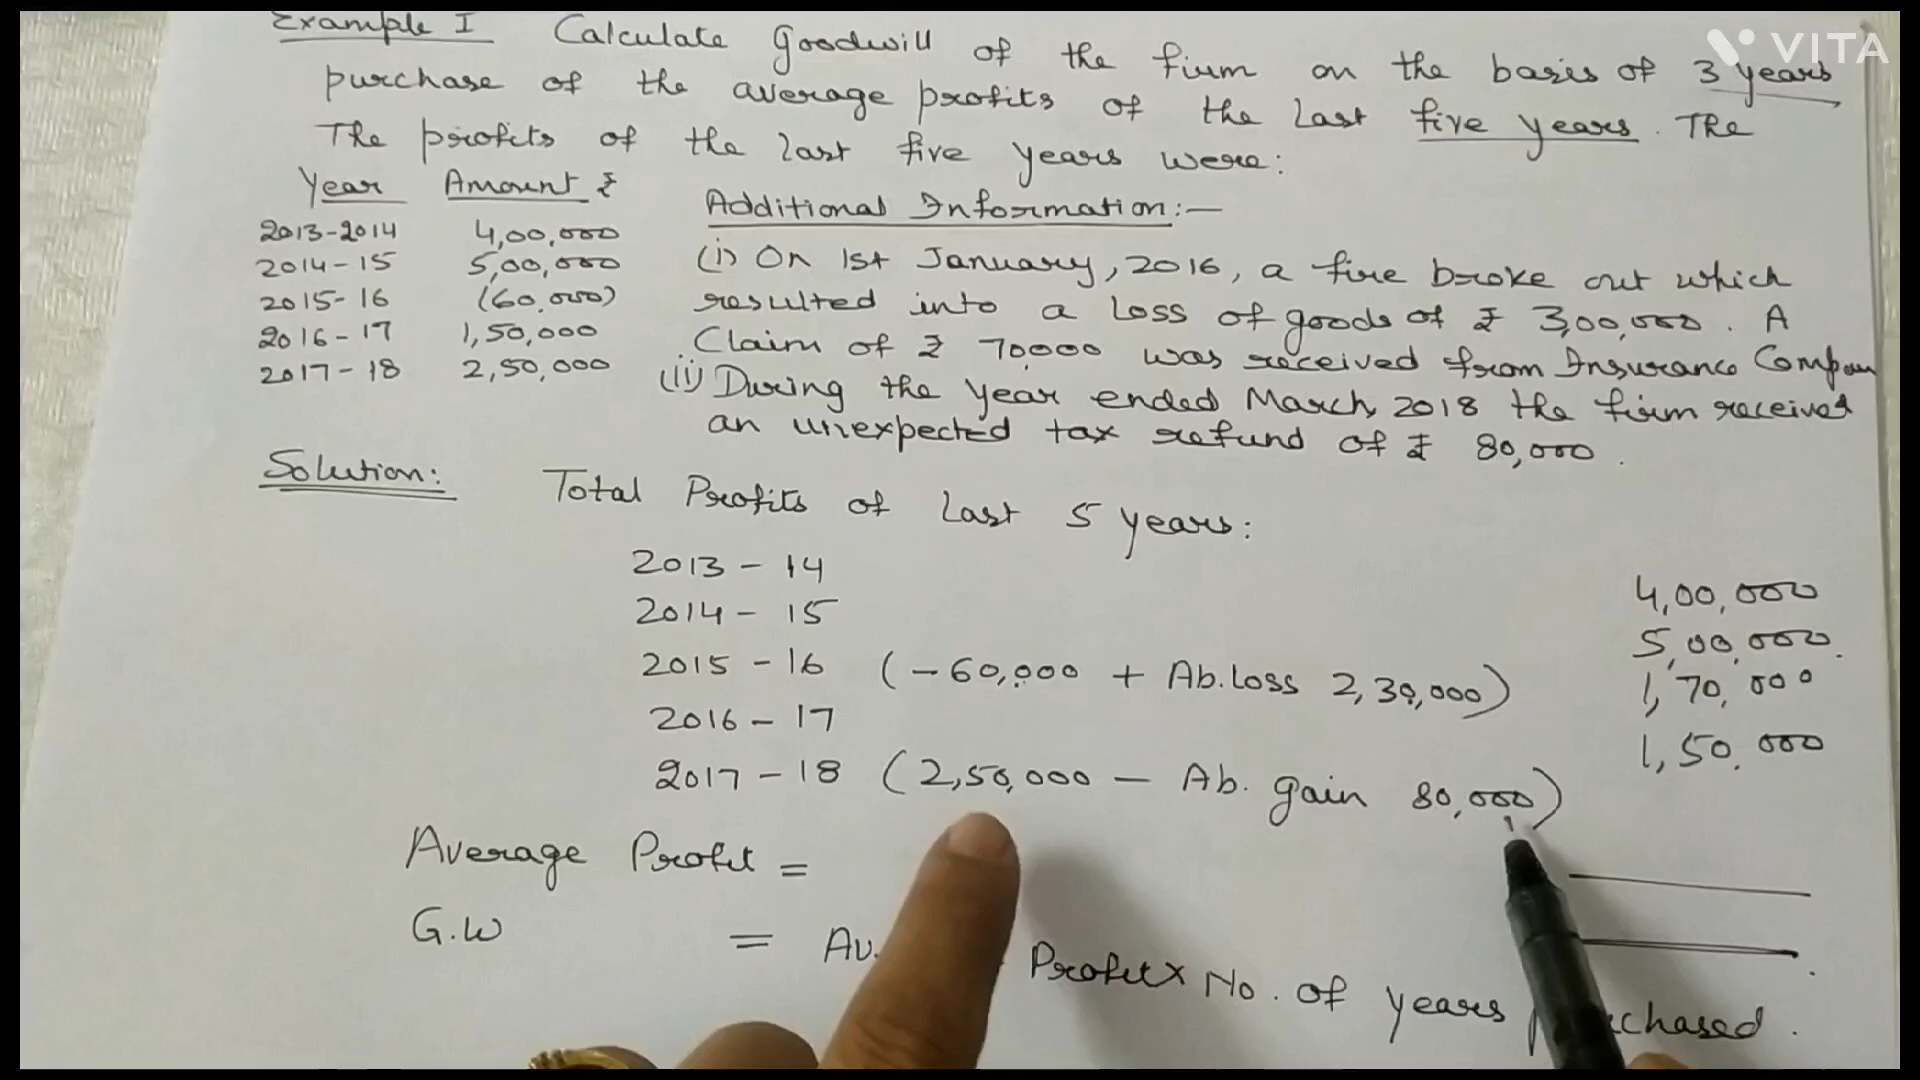 Example I Calculate Goodwill of the firm on the basis of 3 years
purchase of the average profits of the last five years. The
The profits of the last five years were:
Year Amount ₹
2013-2014 4,00,000
2014-15 5,00,000
2015-16 (60,000)
2016-17 1,50,000
2017-18 2,50,000
Additional Information:-
(i) On 1st January, 2016, a fire broke out which
resulted into a loss of goods of ₹ 3,00,000. A
Claim of ₹ 70000 was received from Insurance
(ii) During the year ended March, 2018 the firm received
an unexpected tax refund of ₹ 80,000.
Solution: Total Profits of Last 5 years:
2013-14 4,00,000
2014-15 5,00,000.
2015-16 (-60,000 + Ab.Loss 2,30,000) 1,70,000
2016-17 1,50,000
2017-18 (2,50,000 - Ab. gain 80,000)
Average Profit =
G.W = Av. Profit x No. of years
VITA